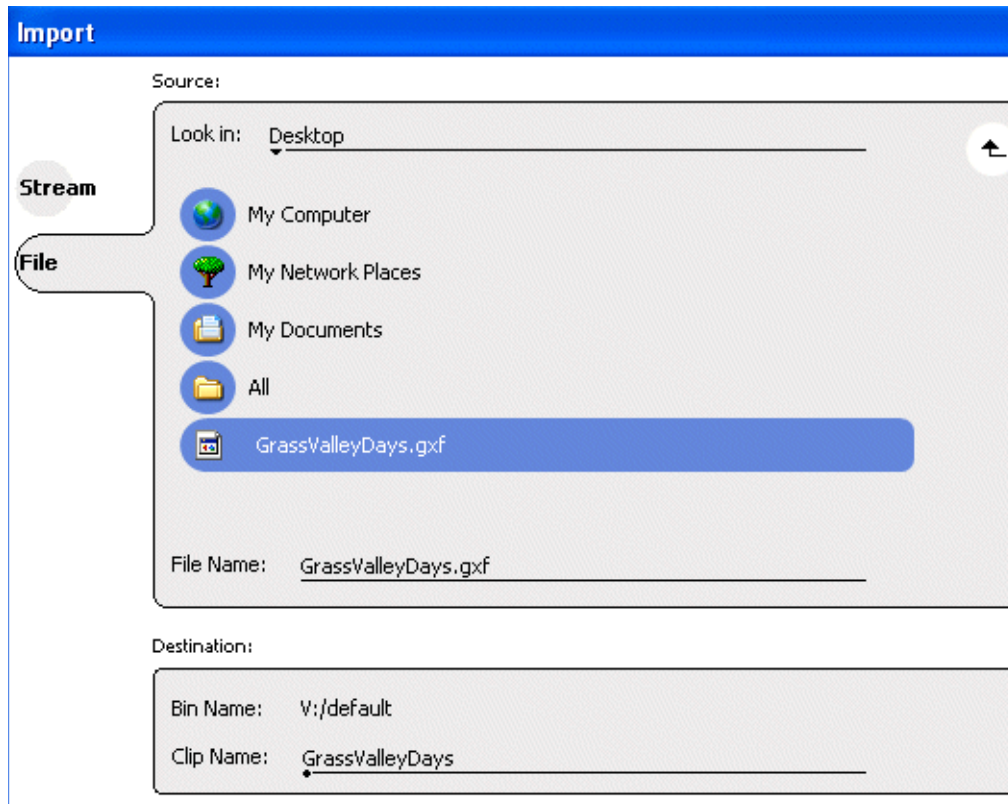 Import
Source:
Look in: Desktop
Stream
My Computer
File
My Network Places
My Documents
All
GrassValleyDays.gxf
File Name: GrassValleyDays.gxf
Destination:
Bin Name: V:/default
Clip Name: GrassValleyDays